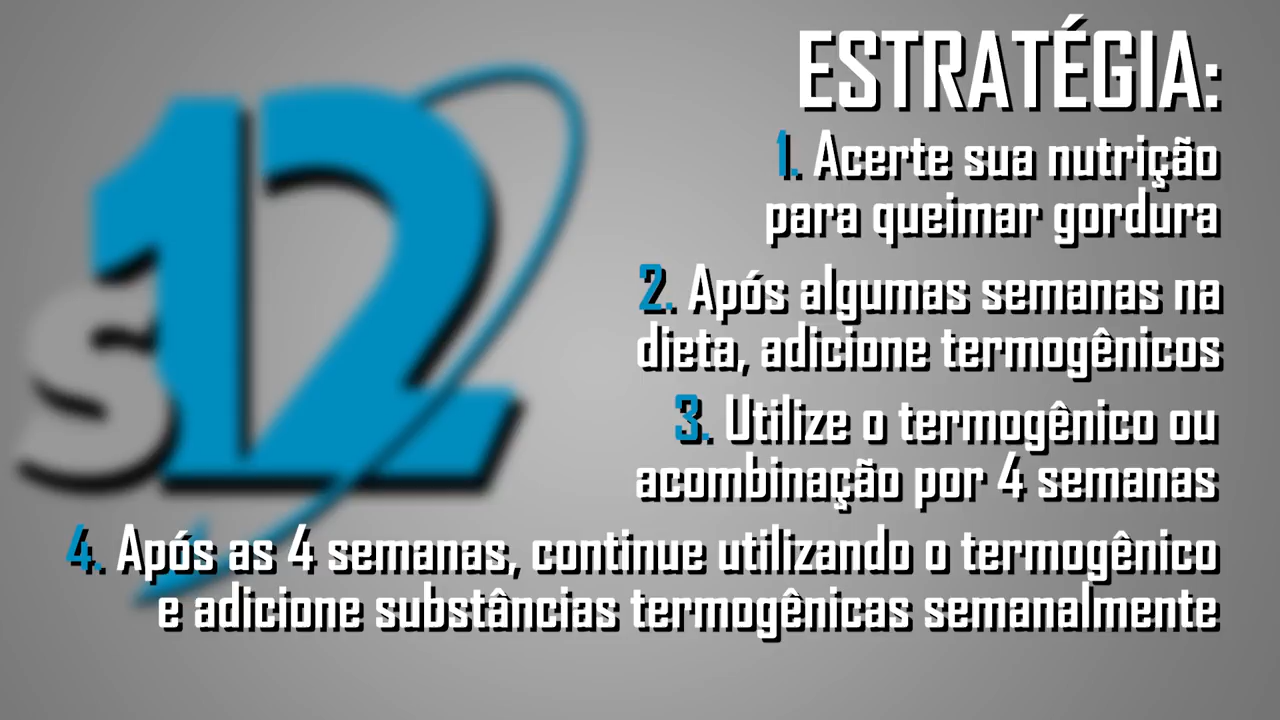 ESTRATÉGIA:
1. Acerte sua nutrição
para queimar gordura
2. Após algumas semanas na
dieta, adicione termogênicos
3. Utilize o termogênico ou
acombinação por 4 semanas
4. Após as 4 semanas, continue utilizando o termogênico
e adicione substâncias termogênicas semanalmente
s12